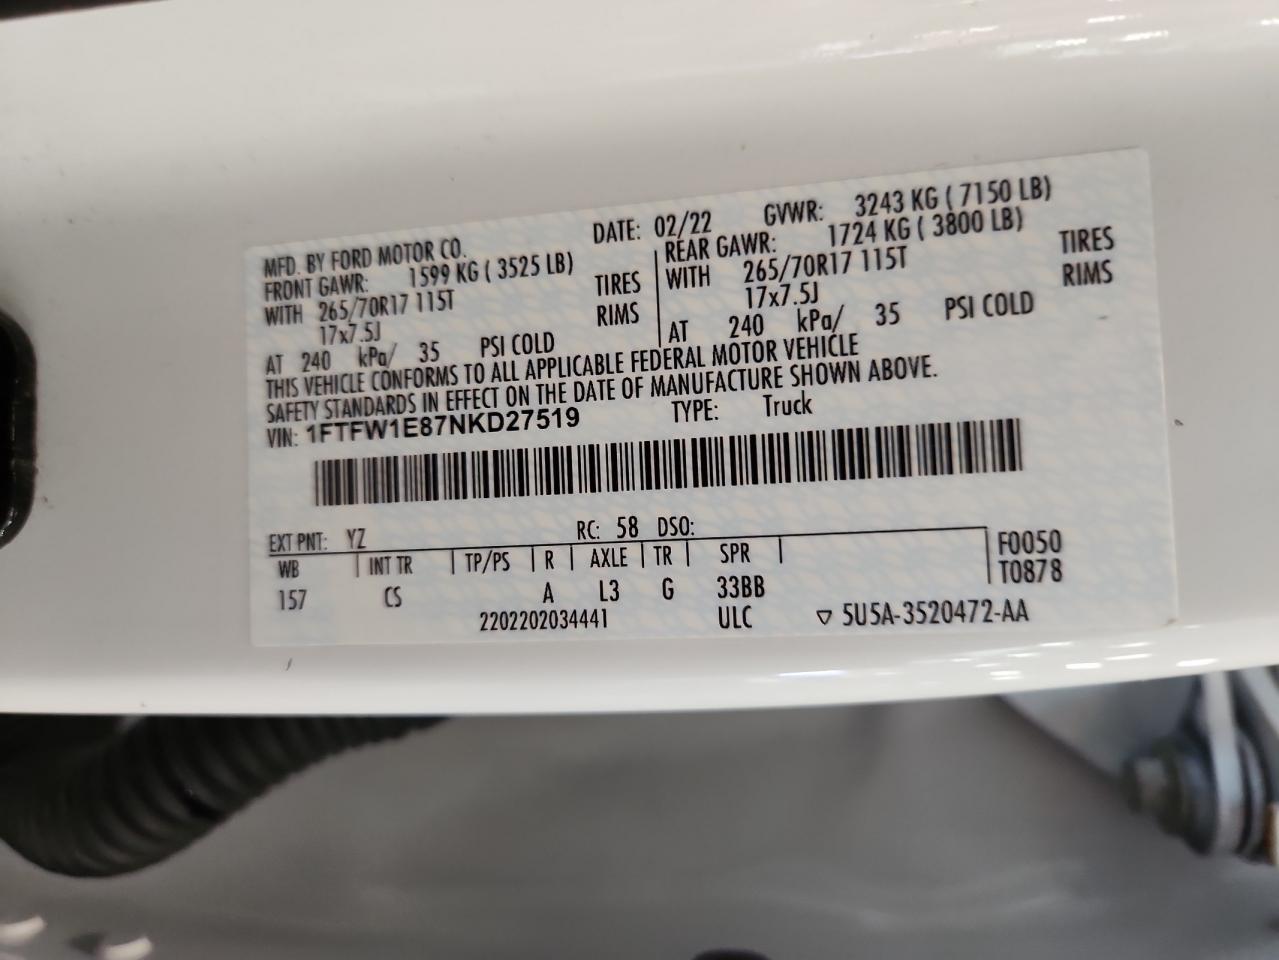 MFD. BY FORD MOTOR CO. DATE: 02/22 GVWR: 3243 KG ( 7150 LB)
FRONT GAWR: 1599 KG ( 3525 LB) REAR GAWR: 1724 KG ( 3800 LB)
WITH 265/70R17 115T TIRES WITH 265/70R17 115T TIRES
17x7.5J RIMS 17x7.5J RIMS
AT 240 kPa/ 35 PSI COLD AT 240 kPa/ 35 PSI COLD
THIS VEHICLE CONFORMS TO ALL APPLICABLE FEDERAL MOTOR VEHICLE
SAFETY STANDARDS IN EFFECT ON THE DATE OF MANUFACTURE SHOWN ABOVE.
VIN: 1FTFW1E87NKD27519 TYPE: Truck
EXT PNT: YZ RC: 58 DSO:
WB INT TR TP/PS R AXLE TR SPR F0050
157 CS A L3 G 33BB T0878
2202202034441 ULC ▽ 5U5A-3520472-AA